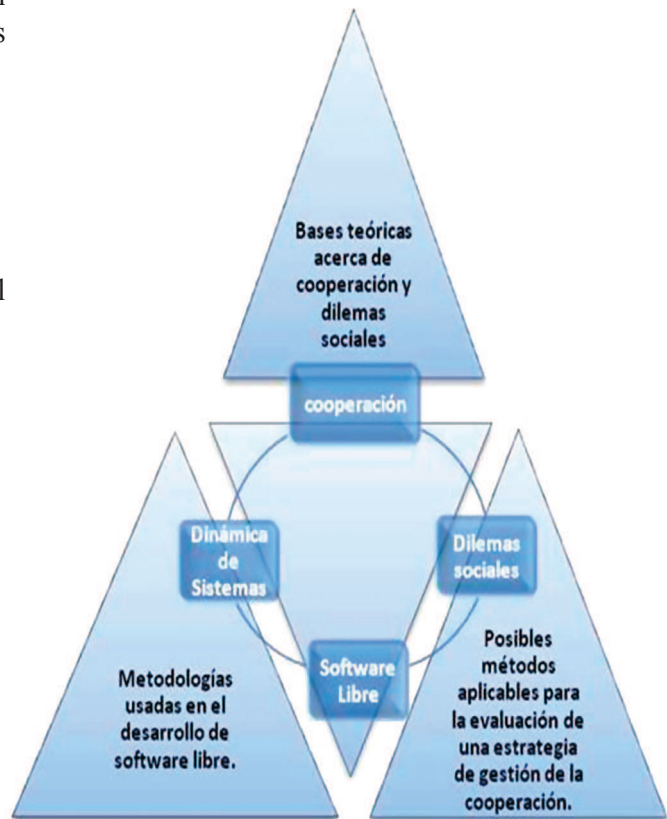 s
l
Bases teóricas
acerca de
cooperación y
dilemas
sociales
cooperación
Dinámica
de
Sistemas
Dilemas
sociales
Software
Libre
Metodologías
usadas en el
desarrollo de
software libre.
Posibles
métodos
aplicables para
la evaluación de
una estrategia
de gestión de la
cooperación.